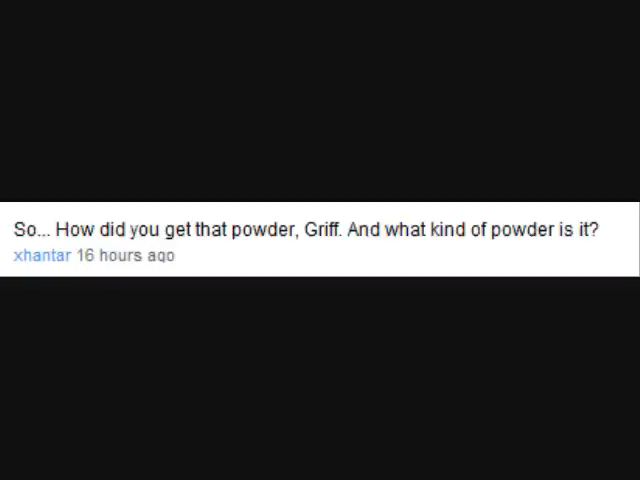 So... How did you get that powder, Griff. And what kind of powder is it?
xhantar 16 hours ago